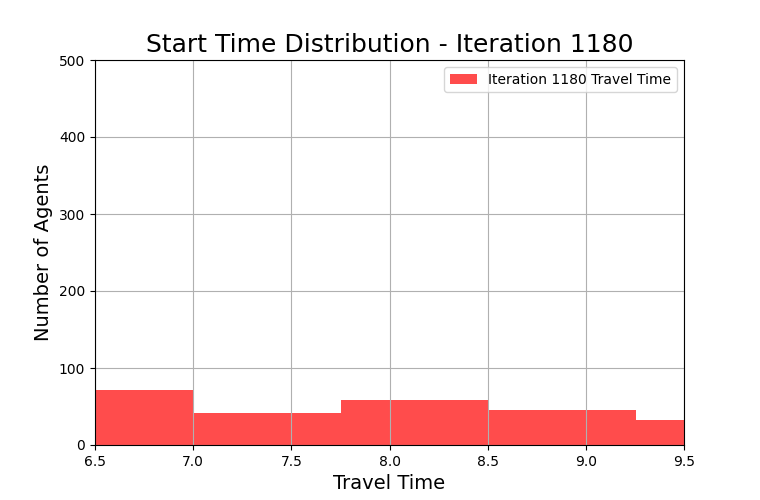 Start Time Distribution - Iteration 1180
Iteration 1180 Travel Time
Number of Agents
500
400
300
200
100
0
6.5 7.0 7.5 8.0 8.5 9.0 9.5
Travel Time